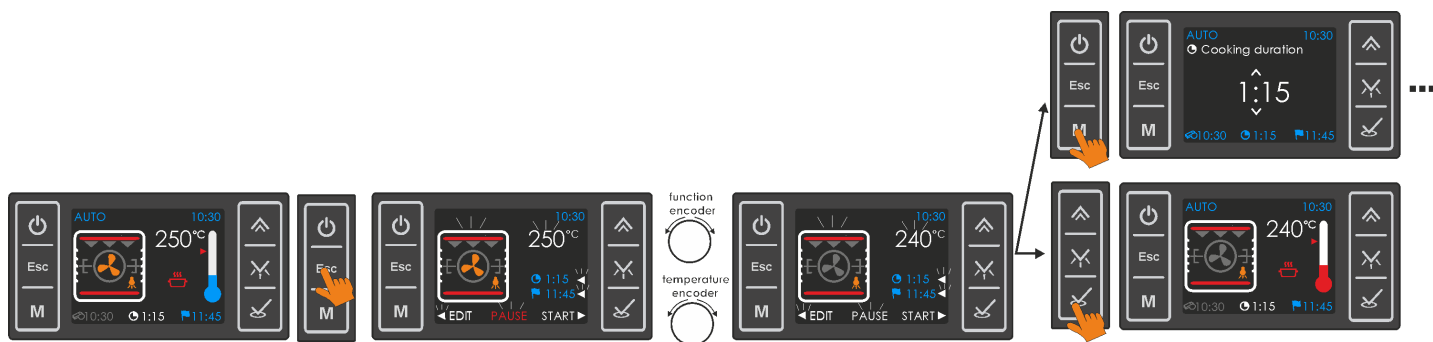 Esc
M
AUTO 10:30
250°C
10:30 1:15 11:45
Esc
M
Esc
M
10:30
250°C
1:15
11:45
◄EDIT PAUSE START►
function
encoder
temperature
encoder
Esc
M
10:30
240°C
1:15
11:45
◄EDIT PAUSE START►
Esc
M
Esc
M
AUTO 10:30
Cooking duration
1:15
10:30 1:15 11:45
...
Esc
M
AUTO 10:30
240°C
10:30 1:15 11:45